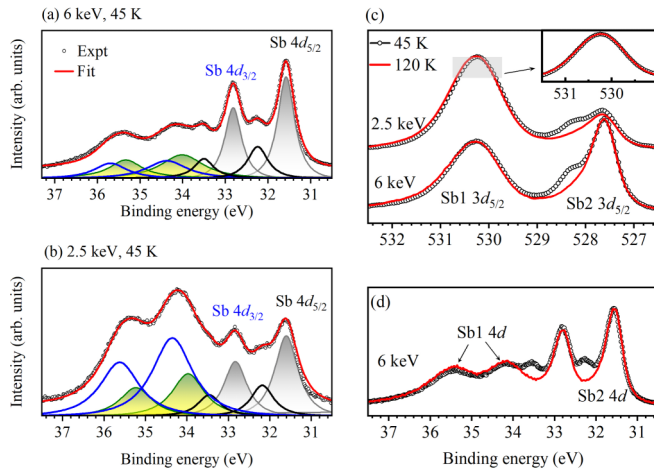 (a) 6 keV, 45 K
Expt
Fit
Sb 4d3/2
Sb 4d5/2
Intensity (arb. units)
37 36 35 34 33 32 31
Binding energy (eV)
(b) 2.5 keV, 45 K
Sb 4d3/2
Sb 4d5/2
Intensity (arb. units)
37 36 35 34 33 32 31
Binding energy (eV)
(c)
45 K
120 K
531 530
2.5 keV
6 keV
Sb1 3d5/2
Sb2 3d5/2
532 531 530 529 528 527
Binding energy (eV)
(d)
Sb1 4d
6 keV
Sb2 4d
37 36 35 34 33 32 31
Binding energy (eV)